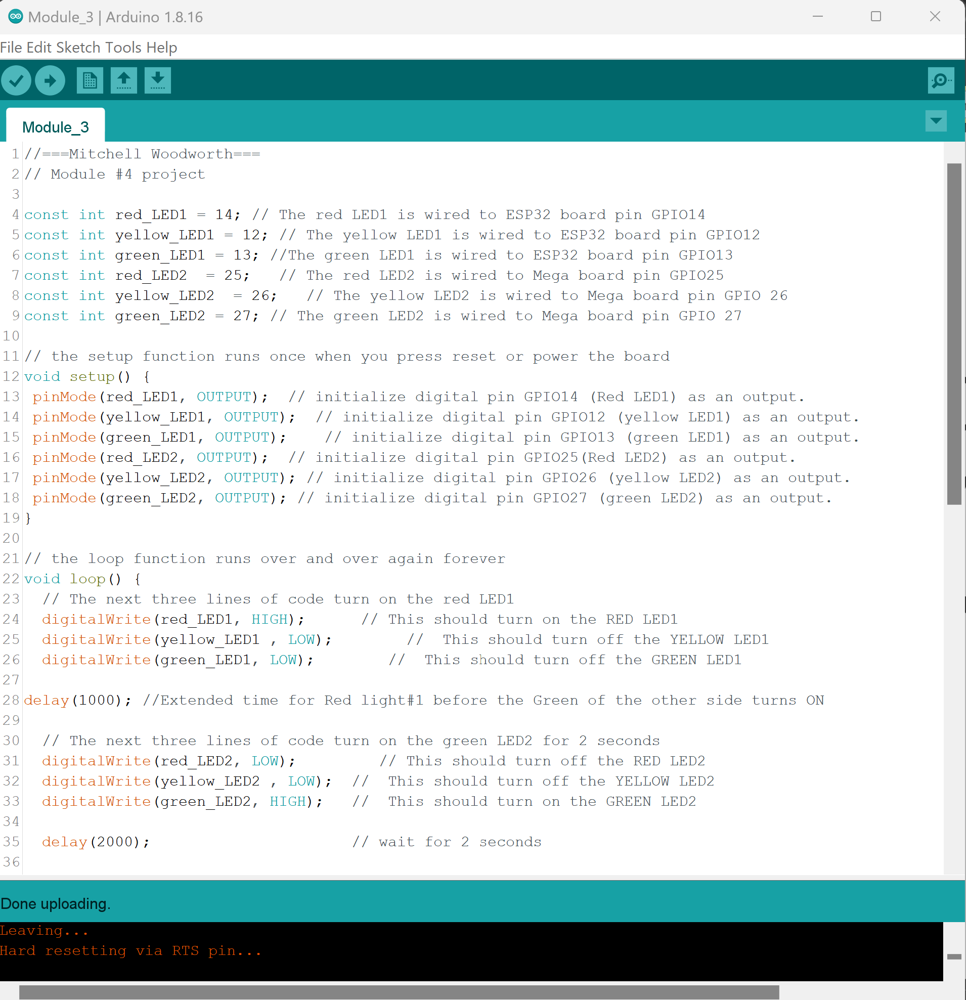 Module_3 | Arduino 1.8.16
File Edit Sketch Tools Help
Module_3
1 //===Mitchell Woodworth===
2 // Module #4 project
3
4 const int red_LED1 = 14; // The red LED1 is wired to ESP32 board pin GPIO14
5 const int yellow_LED1 = 12; // The yellow LED1 is wired to ESP32 board pin GPIO12
6 const int green_LED1 = 13; //The green LED1 is wired to ESP32 board pin GPIO13
7 const int red_LED2  = 25;   // The red LED2 is wired to Mega board pin GPIO25
8 const int yellow_LED2  = 26;   // The yellow LED2 is wired to Mega board pin GPIO 26
9 const int green_LED2 = 27; // The green LED2 is wired to Mega board pin GPIO 27
10
11 // the setup function runs once when you press reset or power the board
12 void setup() {
13  pinMode(red_LED1, OUTPUT);  // initialize digital pin GPIO14 (Red LED1) as an output.
14  pinMode(yellow_LED1, OUTPUT);  // initialize digital pin GPIO12 (yellow LED1) as an output.
15  pinMode(green_LED1, OUTPUT);    // initialize digital pin GPIO13 (green LED1) as an output.
16  pinMode(red_LED2, OUTPUT);  // initialize digital pin GPIO25(Red LED2) as an output.
17  pinMode(yellow_LED2, OUTPUT); // initialize digital pin GPIO26 (yellow LED2) as an output.
18  pinMode(green_LED2, OUTPUT); // initialize digital pin GPIO27 (green LED2) as an output.
19 }
20
21 // the loop function runs over and over again forever
22 void loop() {
23   // The next three lines of code turn on the red LED1
24   digitalWrite(red_LED1, HIGH);      // This should turn on the RED LED1
25   digitalWrite(yellow_LED1 , LOW);        //  This should turn off the YELLOW LED1
26   digitalWrite(green_LED1, LOW);        //  This should turn off the GREEN LED1
27
28 delay(1000); //Extended time for Red light#1 before the Green of the other side turns ON
29
30   // The next three lines of code turn on the green LED2 for 2 seconds
31   digitalWrite(red_LED2, LOW);         // This should turn off the RED LED2
32   digitalWrite(yellow_LED2 , LOW);  //  This should turn off the YELLOW LED2
33   digitalWrite(green_LED2, HIGH);   //  This should turn on the GREEN LED2
34
35   delay(2000);                      // wait for 2 seconds
36
Done uploading.
Leaving...
Hard resetting via RTS pin...